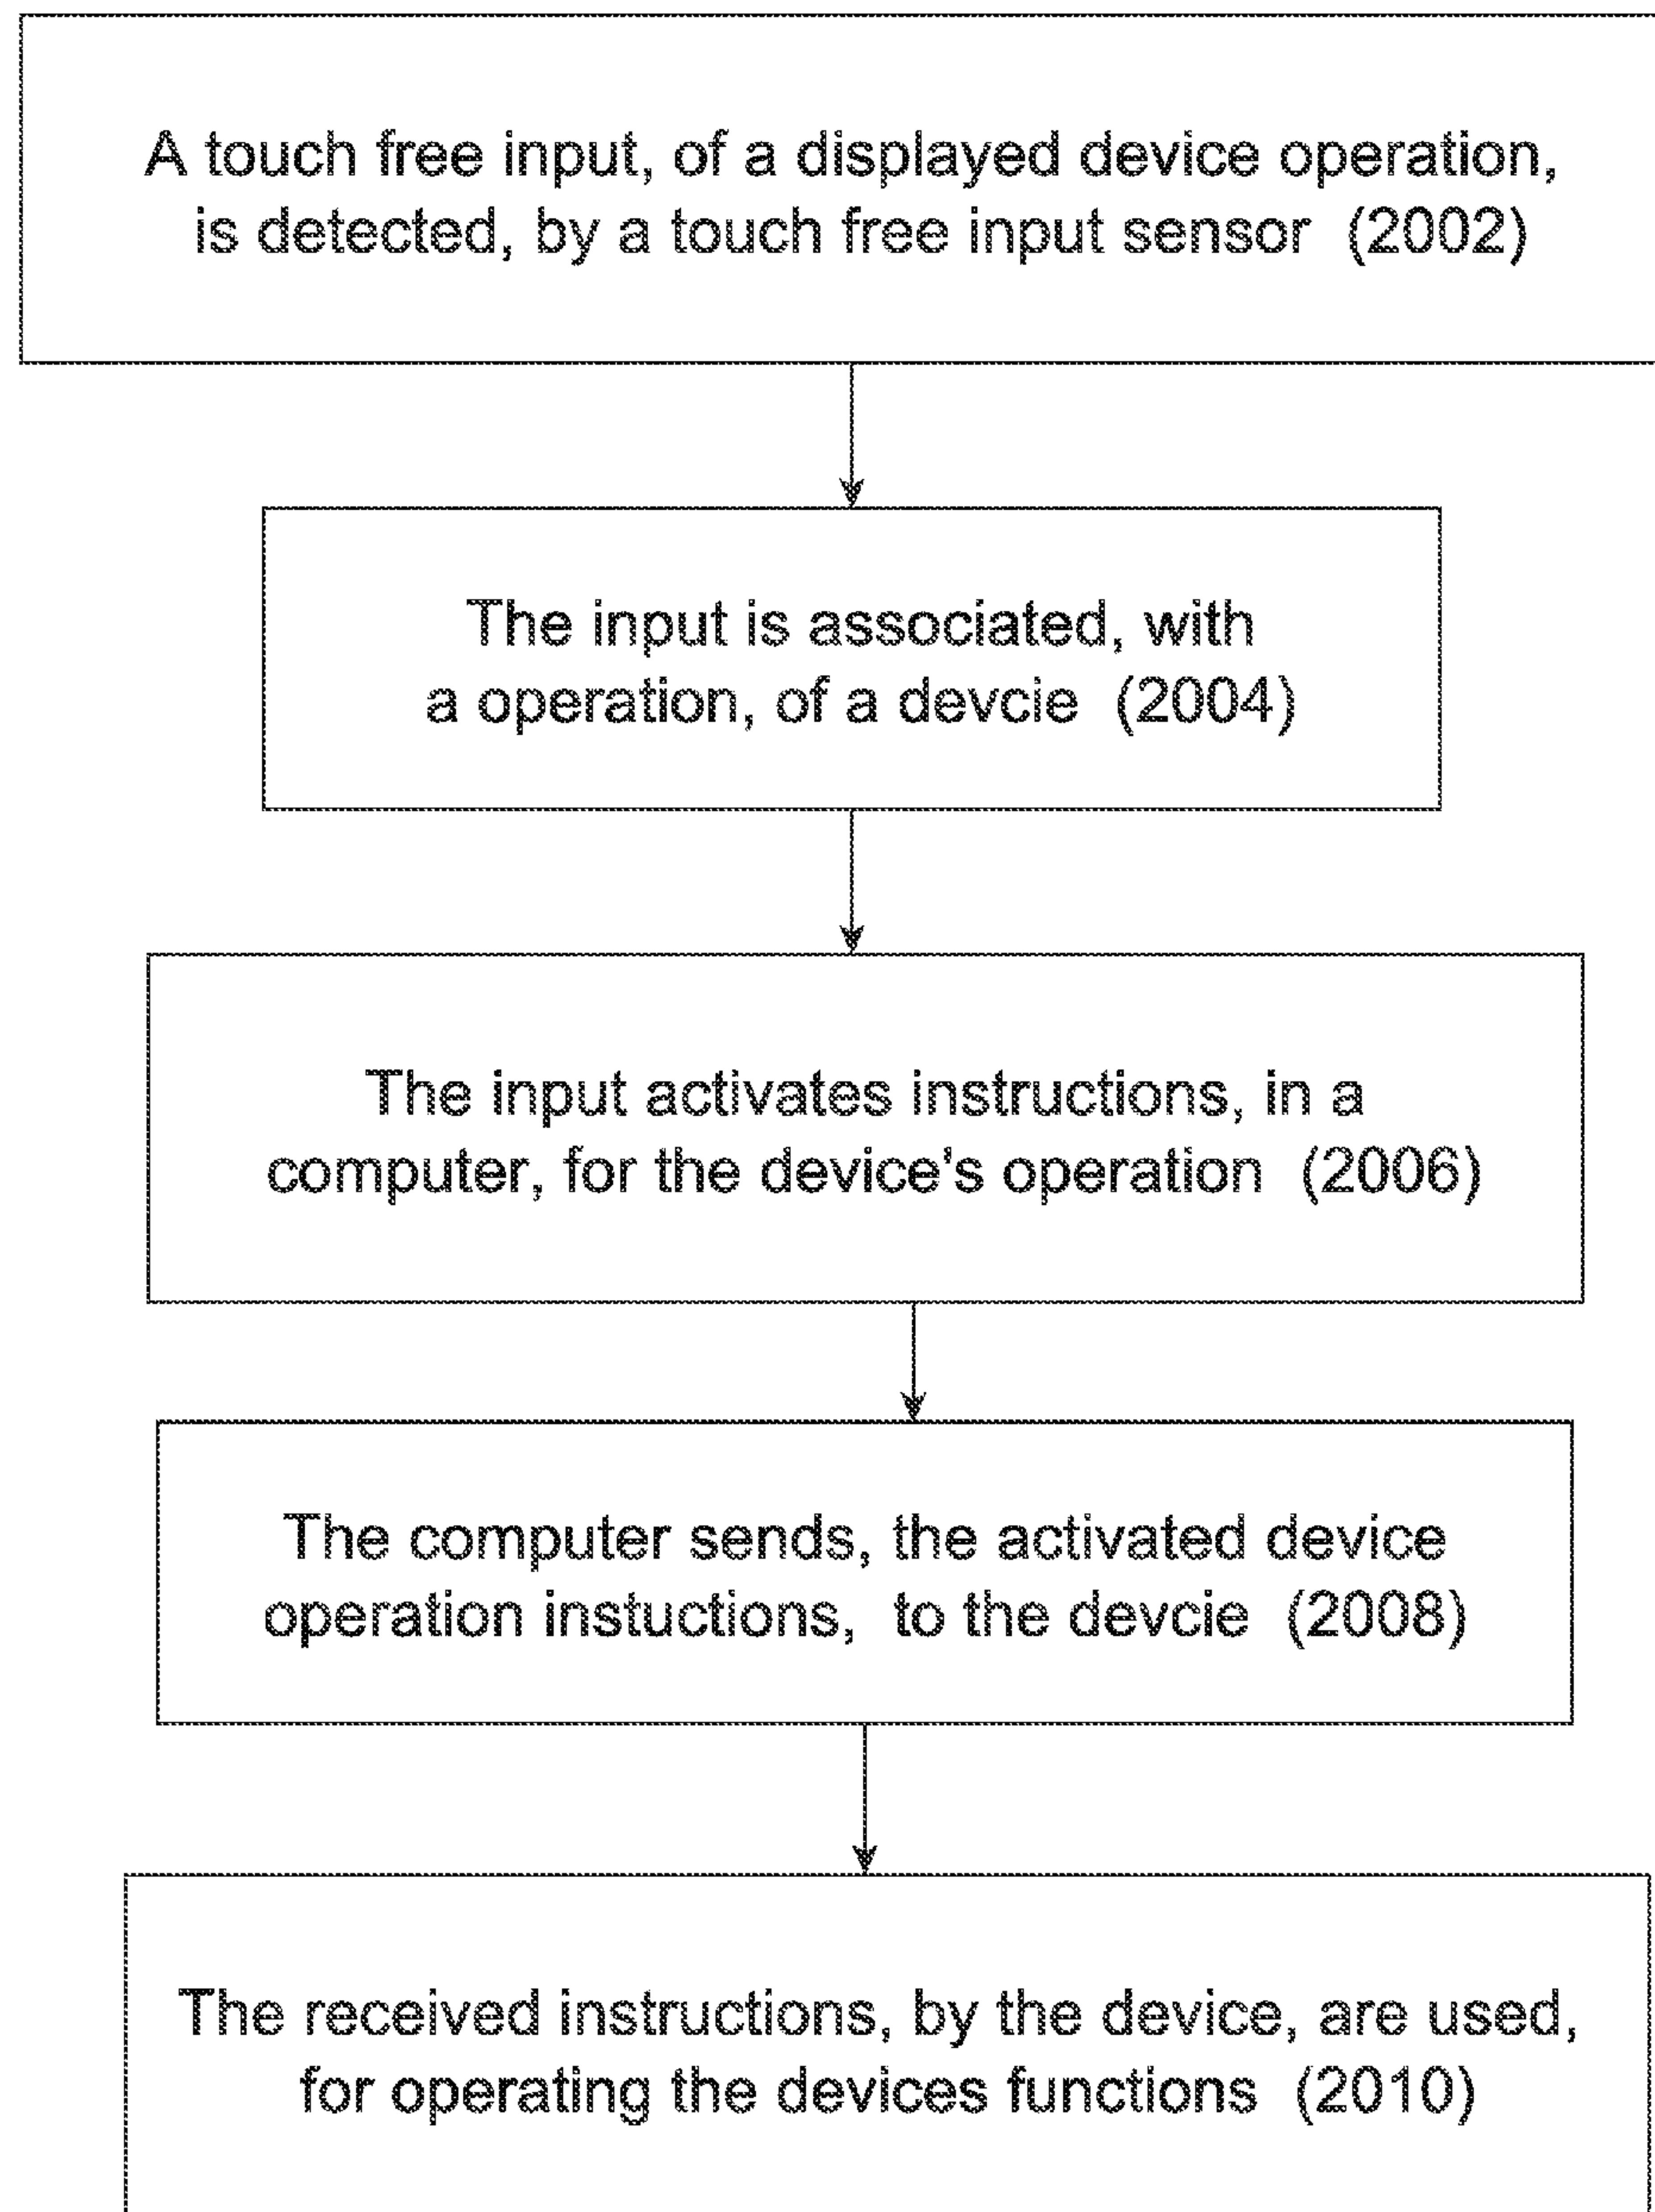 A touch free input, of a displayed device operation,
is detected, by a touch free input sensor (2002)
The input is associated, with
a operation, of a devcie (2004)
The input activates instructions, in a
computer, for the device's operation (2006)
The computer sends, the activated device
operation instuctions, to the devcie (2008)
The received instructions, by the device, are used,
for operating the devices functions (2010)